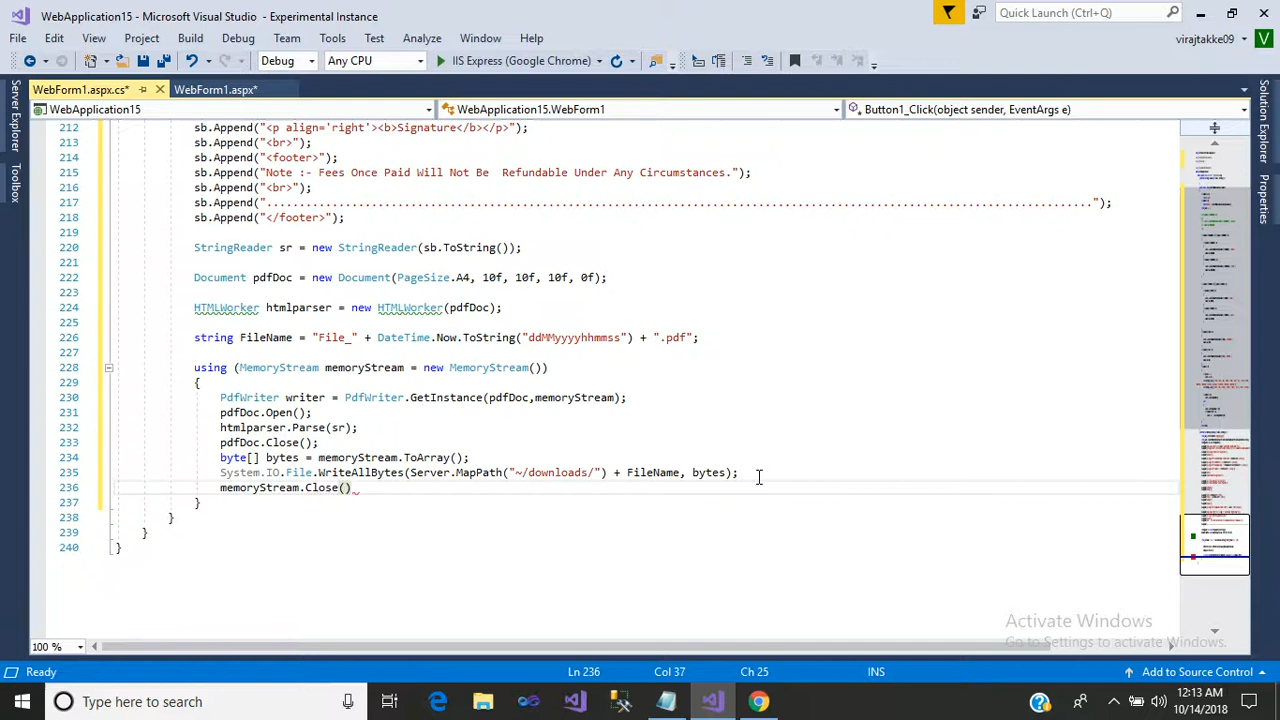 WebApplication15 - Microsoft Visual Studio - Experimental Instance
Quick Launch (Ctrl+Q)
File Edit View Project Build Debug Team Tools Test Analyze Window Help
virajtakke09 V
Debug Any CPU IIS Express (Google Chrome)
WebForm1.aspx.cs* WebForm1.aspx*
WebApplication15 WebApplication15.WebForm1 Button1_Click(object sender, EventArgs e)
Server Explorer
Toolbox
Solution Explorer
Properties
212 sb.Append("<p align='right'><b>Signature</b></p>");
213 sb.Append("<br>");
214 sb.Append("<footer>");
215 sb.Append("Note :- Fees Once Paid Will Not Be Refundable Under Any Circumstances.");
216 sb.Append("<br>");
218 sb.Append("</footer>");
219
220 StringReader sr = new StringReader(sb.ToString());
221
222 Document pdfDoc = new Document(PageSize.A4, 10f, 10f, 10f, 0f);
223
224 HTMLWorker htmlparser = new HTMLWorker(pdfDoc);
225
226 string FileName = "File_" + DateTime.Now.ToString("ddMMyyyyhhmmss") + ".pdf";
227
228 using (MemoryStream memoryStream = new MemoryStream())
229 {
230 PdfWriter writer = PdfWriter.GetInstance(pdfDoc,memoryStream);
231 pdfDoc.Open();
232 htmlparser.Parse(sr);
233 pdfDoc.Close();
234 byte[] bytes = memoryStream.ToArray();
235 System.IO.File.WriteAllBytes(Server.MapPath("~/Downloads/") + FileName, bytes);
236 memoryStream.Close()
237 }
238 }
239 }
240 }
Activate Windows
Go to Settings to activate Windows.
100 %
Ready Ln 236 Col 37 Ch 25 INS Add to Source Control
Type here to search
12:13 AM
10/14/2018